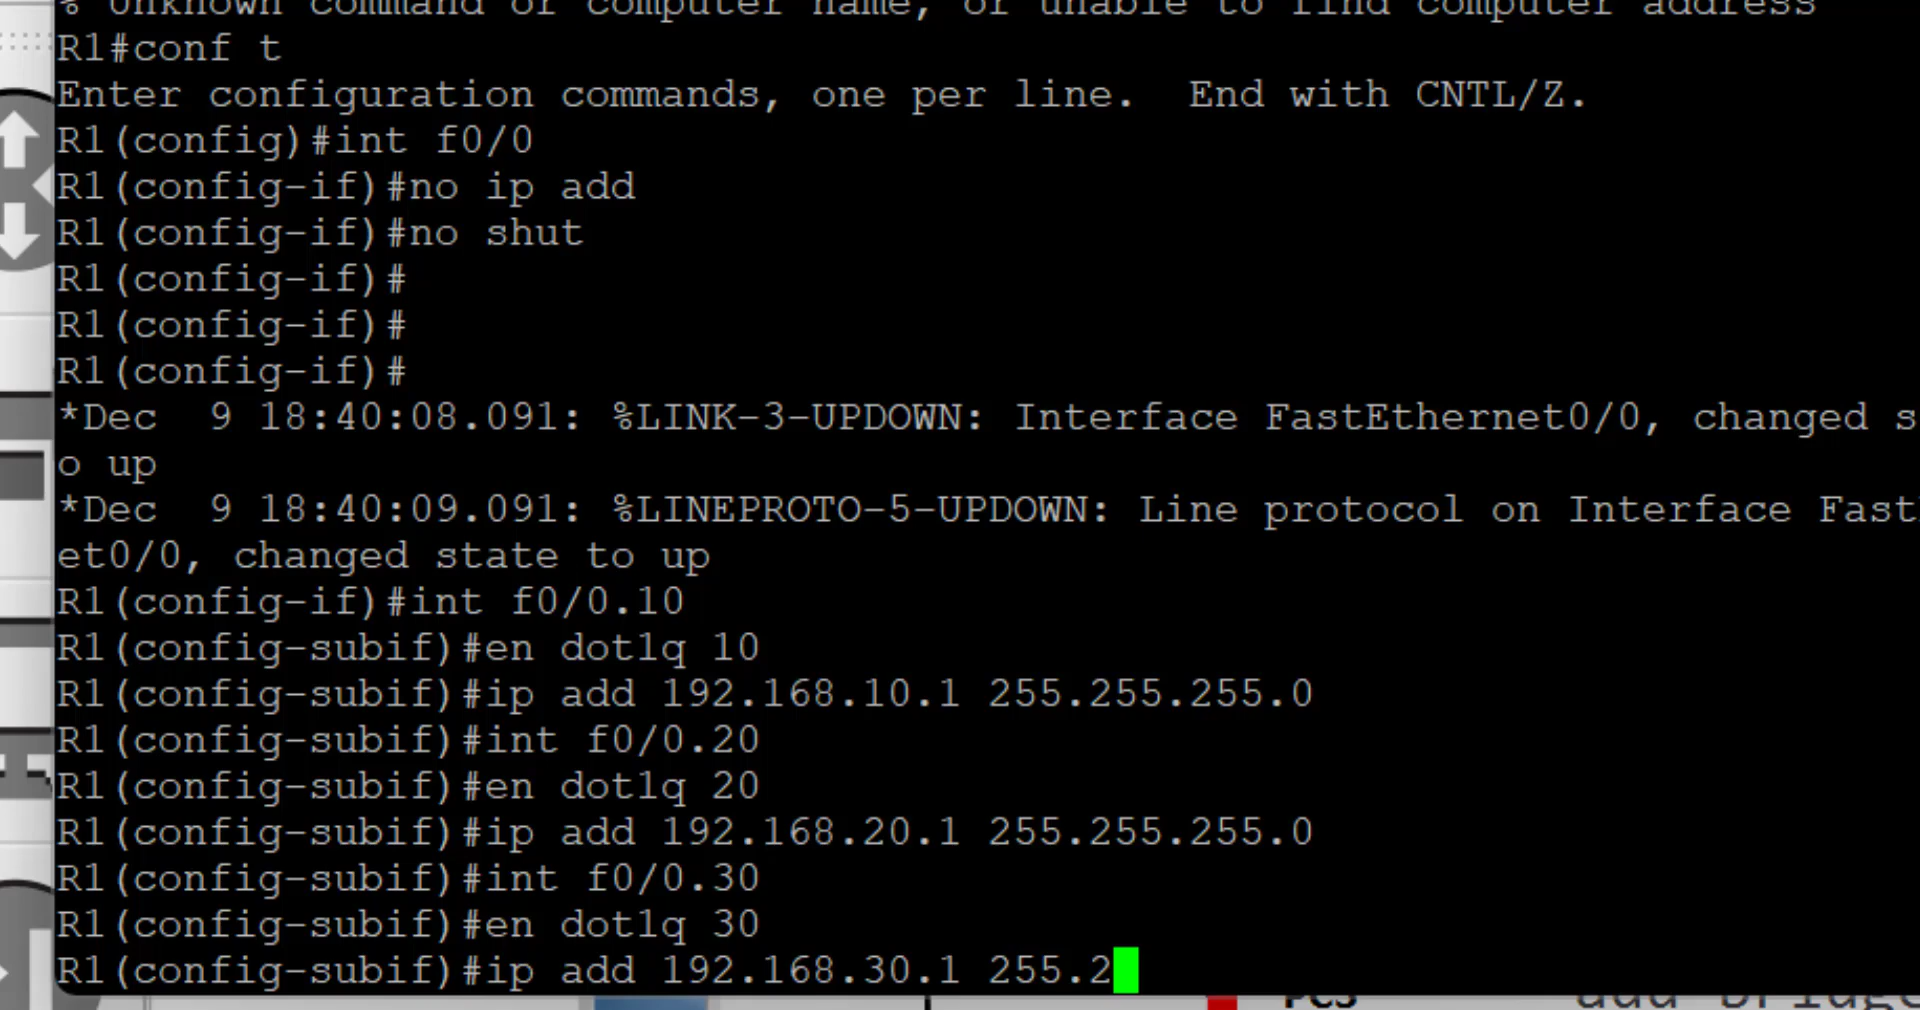 % Unknown command or computer name, or unable to find computer address
R1#conf t
Enter configuration commands, one per line.  End with CNTL/Z.
R1(config)#int f0/0
R1(config-if)#no ip add
R1(config-if)#no shut
R1(config-if)#
R1(config-if)#
R1(config-if)#
*Dec  9 18:40:08.091: %LINK-3-UPDOWN: Interface FastEthernet0/0, changed s
o up
*Dec  9 18:40:09.091: %LINEPROTO-5-UPDOWN: Line protocol on Interface Fast
et0/0, changed state to up
R1(config-if)#int f0/0.10
R1(config-subif)#en dot1q 10
R1(config-subif)#ip add 192.168.10.1 255.255.255.0
R1(config-subif)#int f0/0.20
R1(config-subif)#en dot1q 20
R1(config-subif)#ip add 192.168.20.1 255.255.255.0
R1(config-subif)#int f0/0.30
R1(config-subif)#en dot1q 30
R1(config-subif)#ip add 192.168.30.1 255.2
add bridge